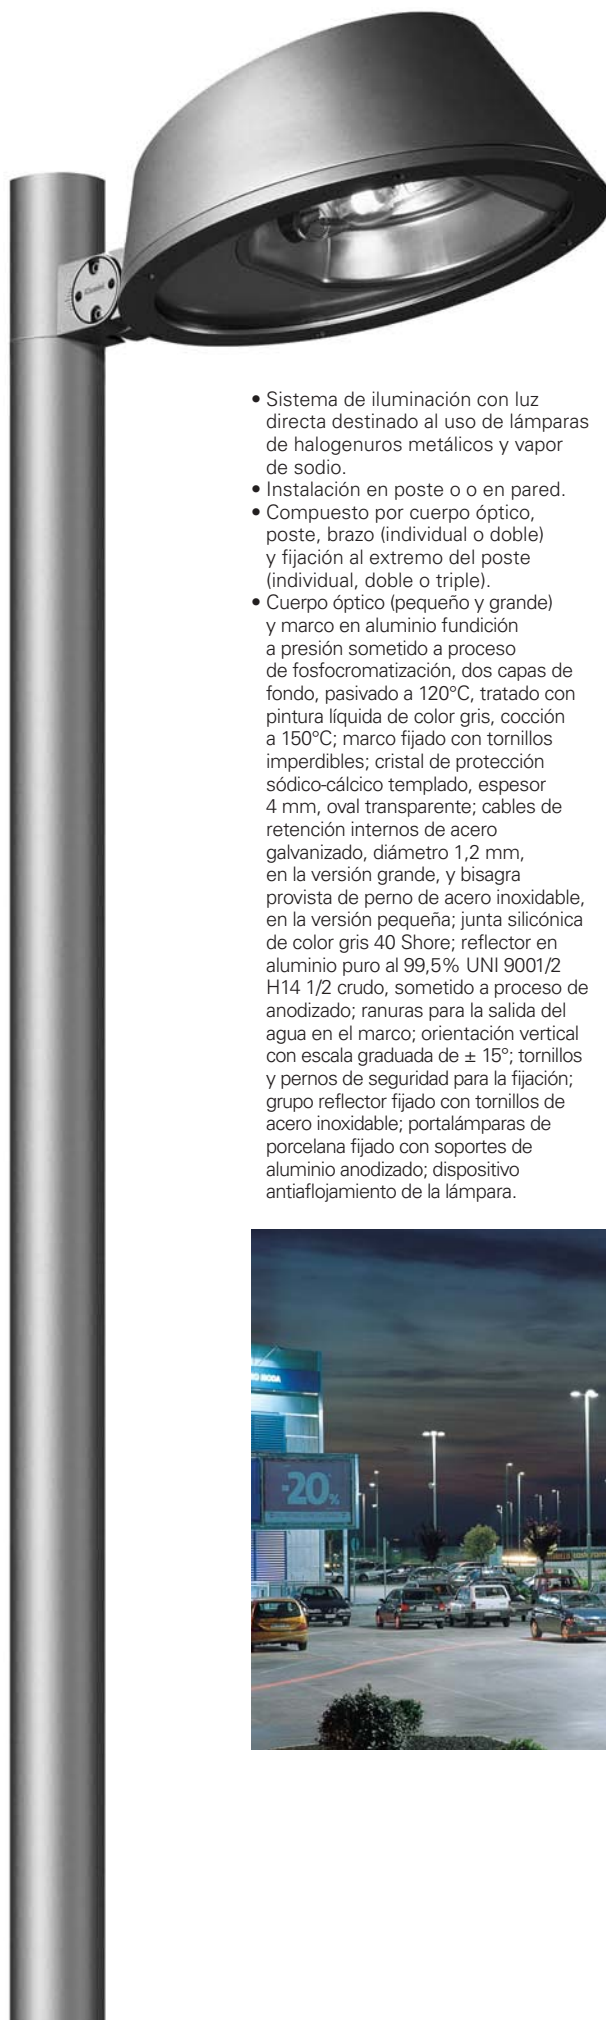 • Sistema de iluminación con luz
directa destinado al uso de lámparas
de halogenuros metálicos y vapor
de sodio.
• Instalación en poste o o en pared.
• Compuesto por cuerpo óptico,
poste, brazo (individual o doble)
y fijación al extremo del poste
(individual, doble o triple).
• Cuerpo óptico (pequeño y grande)
y marco en aluminio fundición
a presión sometido a proceso
de fosfocromatización, dos capas de
fondo, pasivado a 120°C, tratado con
pintura líquida de color gris, cocción
a 150°C; marco fijado con tornillos
imperdibles; cristal de protección
sódico-cálcico templado, espesor
4 mm, oval transparente; cables de
retención internos de acero
galvanizado, diámetro 1,2 mm,
en la versión grande, y bisagra
provista de perno de acero inoxidable,
en la versión pequeña; junta silicónica
de color gris 40 Shore; reflector en
aluminio puro al 99,5% UNI 9001/2
H14 1/2 crudo, sometido a proceso de
anodizado; ranuras para la salida del
agua en el marco; orientación vertical
con escala graduada de ± 15°; tornillos
y pernos de seguridad para la fijación;
grupo reflector fijado con tornillos de
acero inoxidable; portalámparas de
porcelana fijado con soportes de
aluminio anodizado; dispositivo
antiaflojamiento de la lámpara.
MODA
-20%